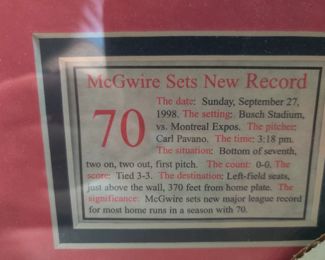 McGwire Sets New Record
70
The date: Sunday, September 27,
1998. The setting: Busch Stadium,
vs. Montreal Expos. The pitcher:
Carl Pavano. The time: 3:18 pm.
The situation: Bottom of seventh,
two on, two out, first pitch. The count: 0-0. The
score: Tied 3-3. The destination: Left-field seats,
just above the wall, 370 feet from home plate. The
significance: McGwire sets new major league record
for most home runs in a season with 70.